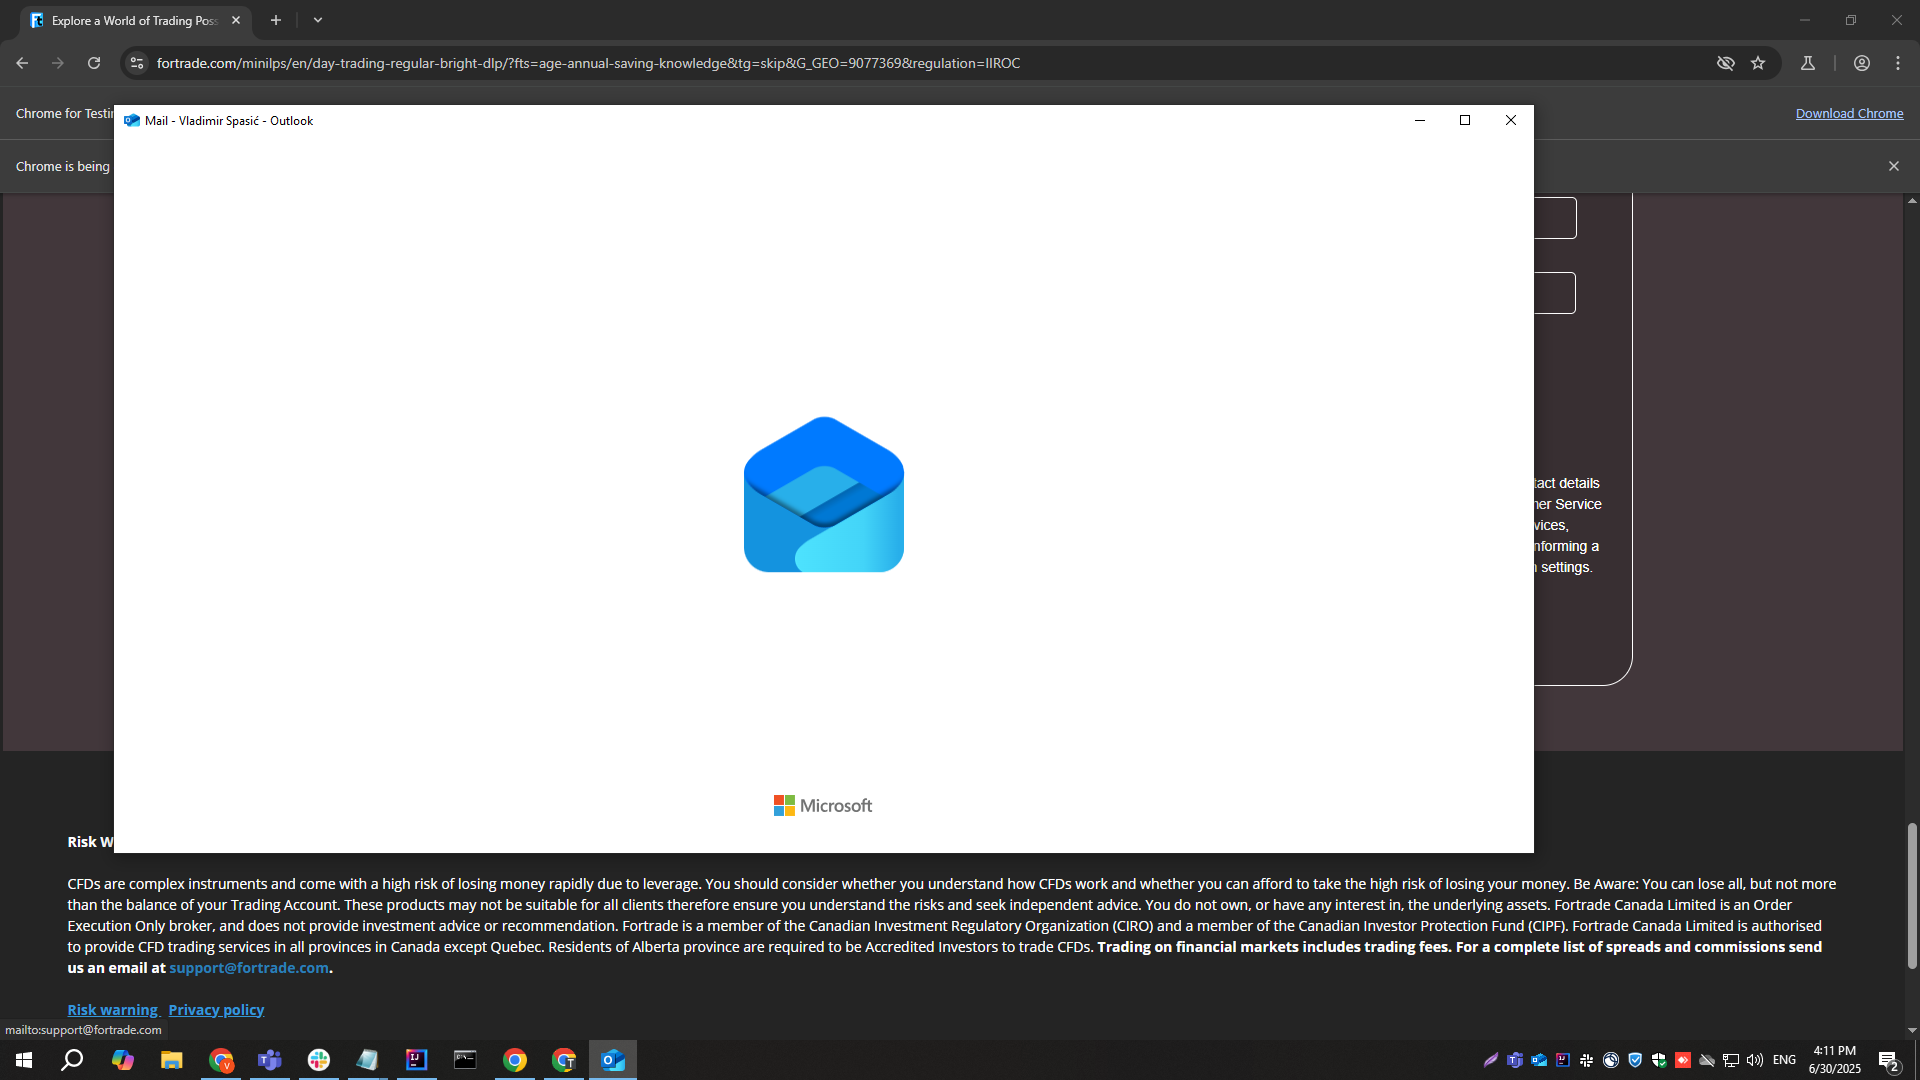 Explore a World of Trading Poss
fortrade.com/minilps/en/day-trading-regular-bright-dlp/?fts=age-annual-saving-knowledge&tg=skip&G_GEO=9077369&regulation=IIROC
Chrome for Testin
Download Chrome
Mail - Vladimir Spasić - Outlook
Chrome is being
tact details
ner Service
vices,
nforming a
settings.
Microsoft
Risk W
CFDs are complex instruments and come with a high risk of losing money rapidly due to leverage. You should consider whether you understand how CFDs work and whether you can afford to take the high risk of losing your money. Be Aware: You can lose all, but not more
than the balance of your Trading Account. These products may not be suitable for all clients therefore ensure you understand the risks and seek independent advice. You do not own, or have any interest in, the underlying assets. Fortrade Canada Limited is an Order
Execution Only broker, and does not provide investment advice or recommendation. Fortrade is a member of the Canadian Investment Regulatory Organization (CIRO) and a member of the Canadian Investor Protection Fund (CIPF). Fortrade Canada Limited is authorised
to provide CFD trading services in all provinces in Canada except Quebec. Residents of Alberta province are required to be Accredited Investors to trade CFDs. Trading on financial markets includes trading fees. For a complete list of spreads and commissions send
us an email at support@fortrade.com.
Risk warning Privacy policy
mailto:support@fortrade.com
ENG
4:11 PM
6/30/2025
2